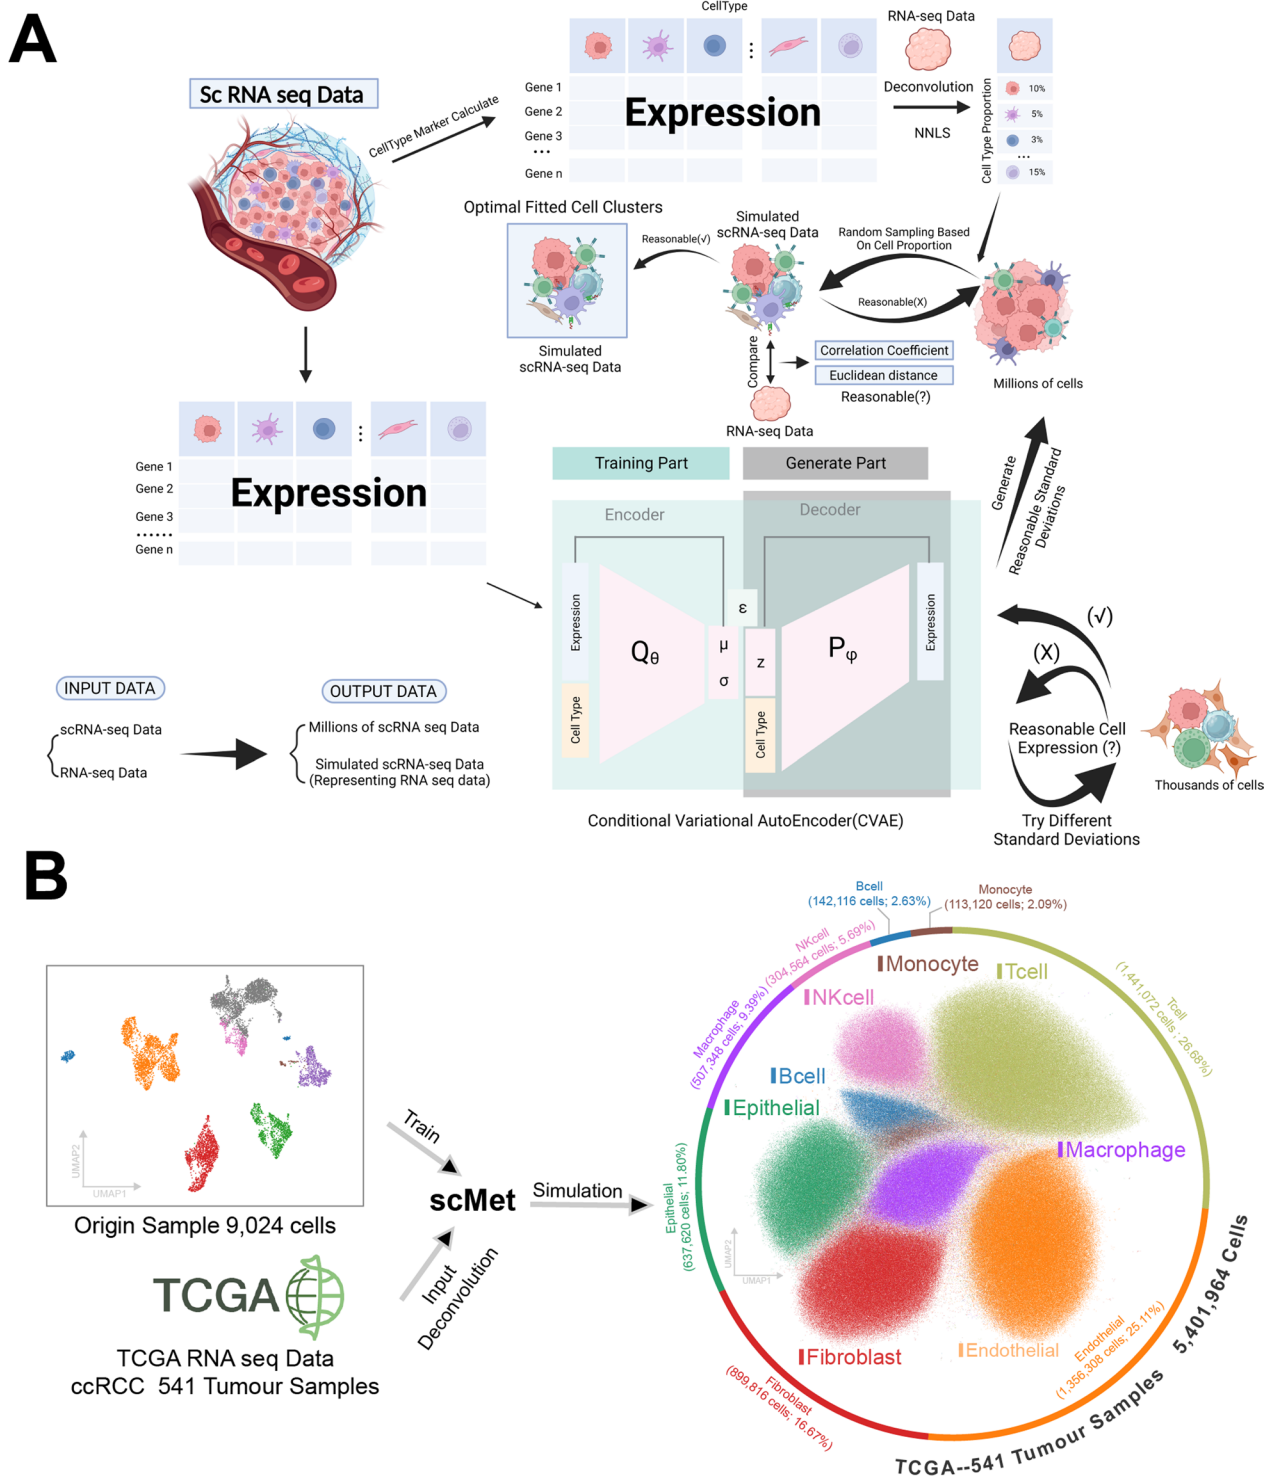 A
Sc RNA seq Data
CellType Marker Calculate
CellType
Gene 1
Gene 2
Gene 3
...
Gene n
Expression
RNA-seq Data
Deconvolution
NNLS
Cell Type Proportion
10%
5%
3%
...
15%
Optimal Fitted Cell Clusters
Simulated
scRNA-seq Data
Reasonable(√)
Simulated
scRNA-seq Data
Random Sampling Based
On Cell Proportion
Reasonable(X)
Millions of cells
Compare
Correlation Coefficient
Euclidean distance
Reasonable(?)
RNA-seq Data
Gene 1
Gene 2
Gene 3
......
Gene n
Expression
Training Part
Generate Part
Encoder
Decoder
Expression
Cell Type
Qθ
μ
σ
ε
z
Cell Type
Pφ
Expression
Conditional Variational AutoEncoder(CVAE)
Generate
Reasonable Standard
Deviations
(√)
(X)
Reasonable Cell
Expression (?)
Try Different
Standard Deviations
Thousands of cells
INPUT DATA
scRNA-seq Data
RNA-seq Data
OUTPUT DATA
Millions of scRNA seq Data
Simulated scRNA-seq Data
(Representing RNA seq data)
B
UMAP2
UMAP1
Origin Sample 9,024 cells
TCGA
TCGA RNA seq Data
ccRCC 541 Tumour Samples
Train
scMet
Input
Deconvolution
Simulation
Bcell
(142,116 cells; 2.63%)
Monocyte
(113,120 cells; 2.09%)
NKcell
(304,564 cells; 5.69%)
Macrophage
(507,348 cells; 9.39%)
Tcell
(1,441,072 cells ; 26.68%)
Epithelial
(637,620 cells; 11.80%)
Fibroblast
(899,816 cells; 16.67%)
Endothelial
(1,356,308 cells; 25.11%)
Monocyte
Tcell
NKcell
Bcell
Epithelial
Macrophage
Fibroblast
Endothelial
UMAP2
UMAP1
TCGA--541 Tumour Samples 5,401,964 Cells